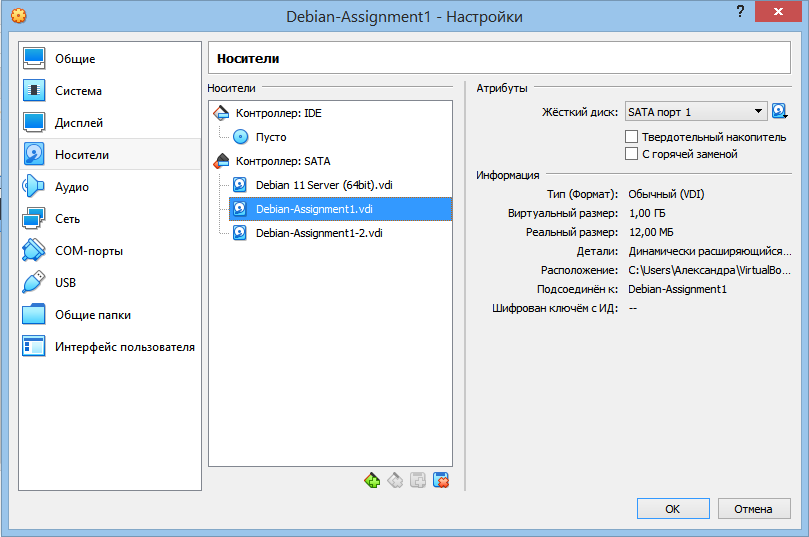 Debian-Assignment1 - Настройки
?
Общие
Система
Дисплей
Носители
Аудио
Сеть
COM-порты
USB
Общие папки
Интерфейс пользователя
Носители
Носители
Контроллер: IDE
Пусто
Контроллер: SATA
Debian 11 Server (64bit).vdi
Debian-Assignment1.vdi
Debian-Assignment1-2.vdi
Атрибуты
Жёсткий диск: SATA порт 1
Твердотельный накопитель
С горячей заменой
Информация
Тип (Формат): Обычный (VDI)
Виртуальный размер: 1,00 ГБ
Реальный размер: 12,00 МБ
Детали: Динамически расширяющийся...
Расположение: C:\Users\Александра\VirtualBo...
Подсоединён к: Debian-Assignment1
Шифрован ключём с ИД: --
OK
Отмена